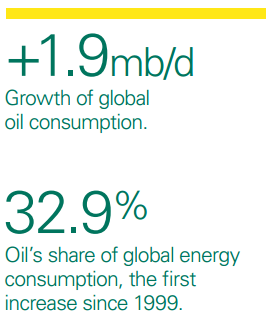 +1.9mb/d
Growth of global
oil consumption.
32.9%
Oil's share of global energy
consumption, the first
increase since 1999.